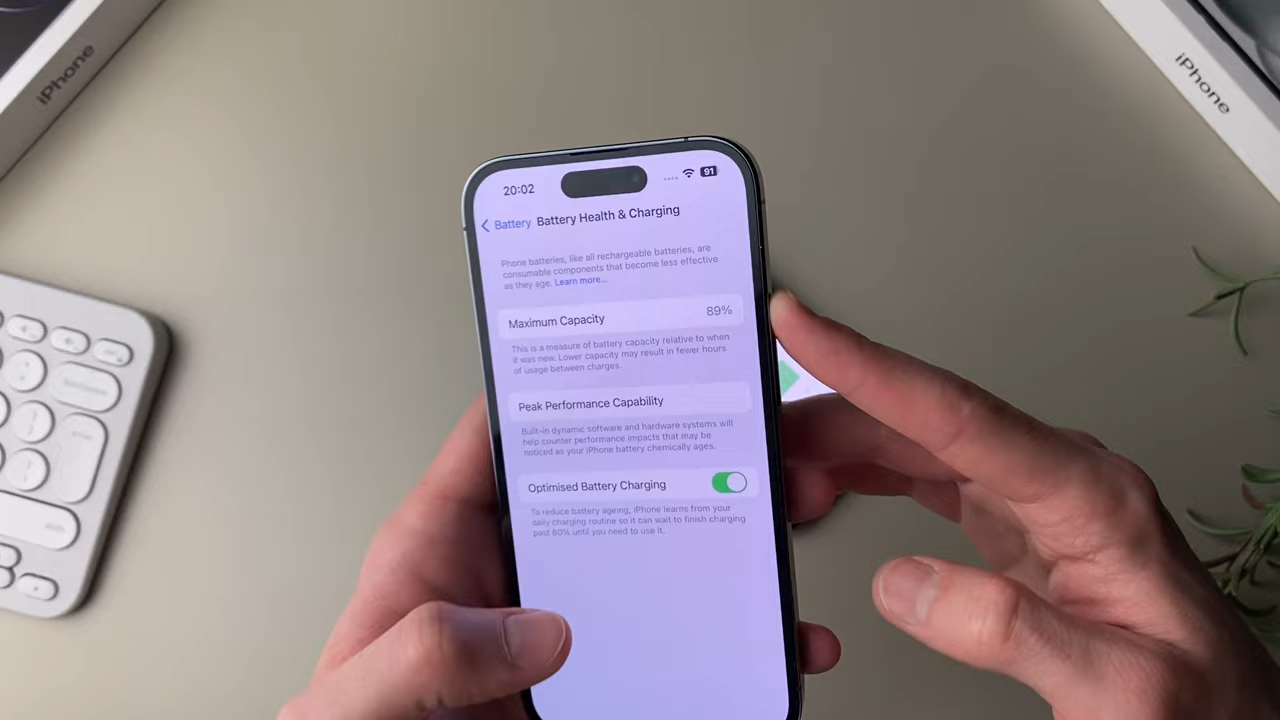 iPhone
iPhone
20:02
91
Battery
Battery Health & Charging
Phone batteries, like all rechargeable batteries, are
consumable components that become less effective
as they age. Learn more...
Maximum Capacity
89%
This is a measure of battery capacity relative to when
it was new. Lower capacity may result in fewer hours
of usage between charges.
Peak Performance Capability
Built-in dynamic software and hardware systems will
help counter performance impacts that may be
noticed as your iPhone battery chemically ages.
Optimised Battery Charging
To reduce battery ageing, iPhone learns from your
daily charging routine so it can wait to finish charging
past 80% until you need to use it.